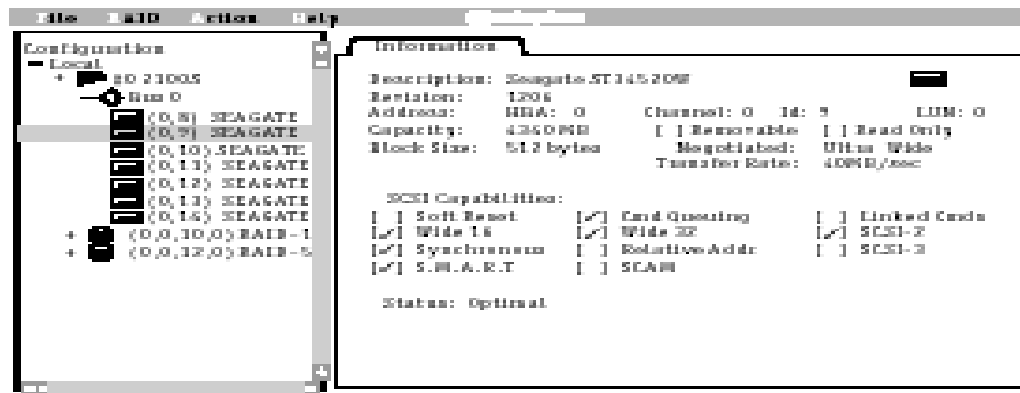 File RAID Action Help
Configuration
Local
Bus 0
(0,8) SEAGATE
(0,9) SEAGATE
(0,10) SEAGATE
(0,11) SEAGATE
(0,12) SEAGATE
(0,13) SEAGATE
(0,14) SEAGATE
(0,0,10,0) RAID-1
(0,0,12,0) RAID-5
Information
Description: Seagate ST34520W
Revision: 1206
Address: HBA: 0 Channel: 0 Id: 9 LUN: 0
Capacity: 4340 MB [ ] Removable [ ] Read Only
Block Size: 512 bytes Negotiated: Ultra Wide
Transfer Rate: 40MB/sec
SCSI Capabilities:
[ ] Soft Reset [✓] Cmd Queuing [ ] Linked Cmds
[✓] Wide 16 [✓] Wide 32 [✓] SCSI-2
[✓] Synchronous [ ] Relative Addr [ ] SCSI-3
[✓] S.M.A.R.T [ ] SCAM
Status: Optimal